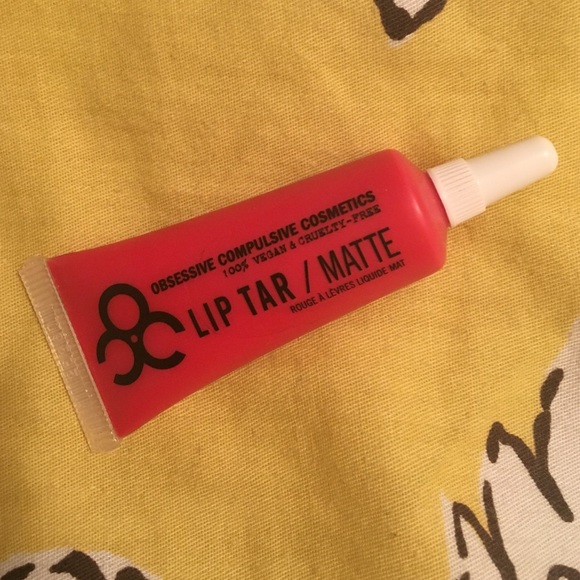 OBSESSIVE COMPULSIVE COSMETICS
100% VEGAN & CRUELTY-FREE
LIP TAR / MATTE
ROUGE À LÈVRES LIQUIDE MAT